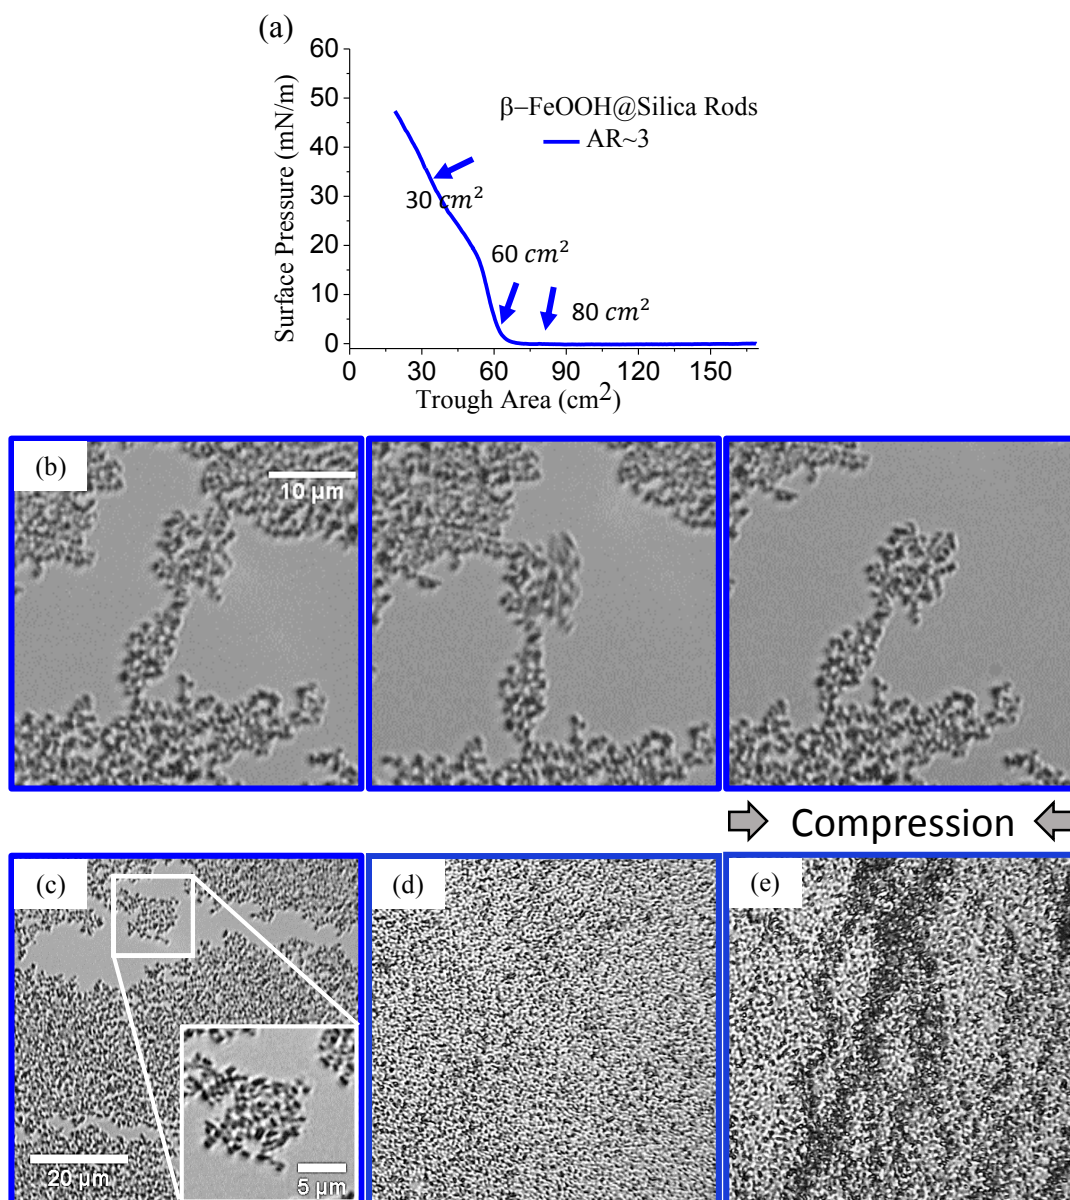 (a)
60
50
40
30
20
10
0
Surface Pressure (mN/m)
β–FeOOH@Silica Rods
AR~3
30 cm²
60 cm²
80 cm²
0 30 60 90 120 150
Trough Area (cm²)
(b)
10 µm
Compression
(c)
(d)
(e)
20 µm
5 µm